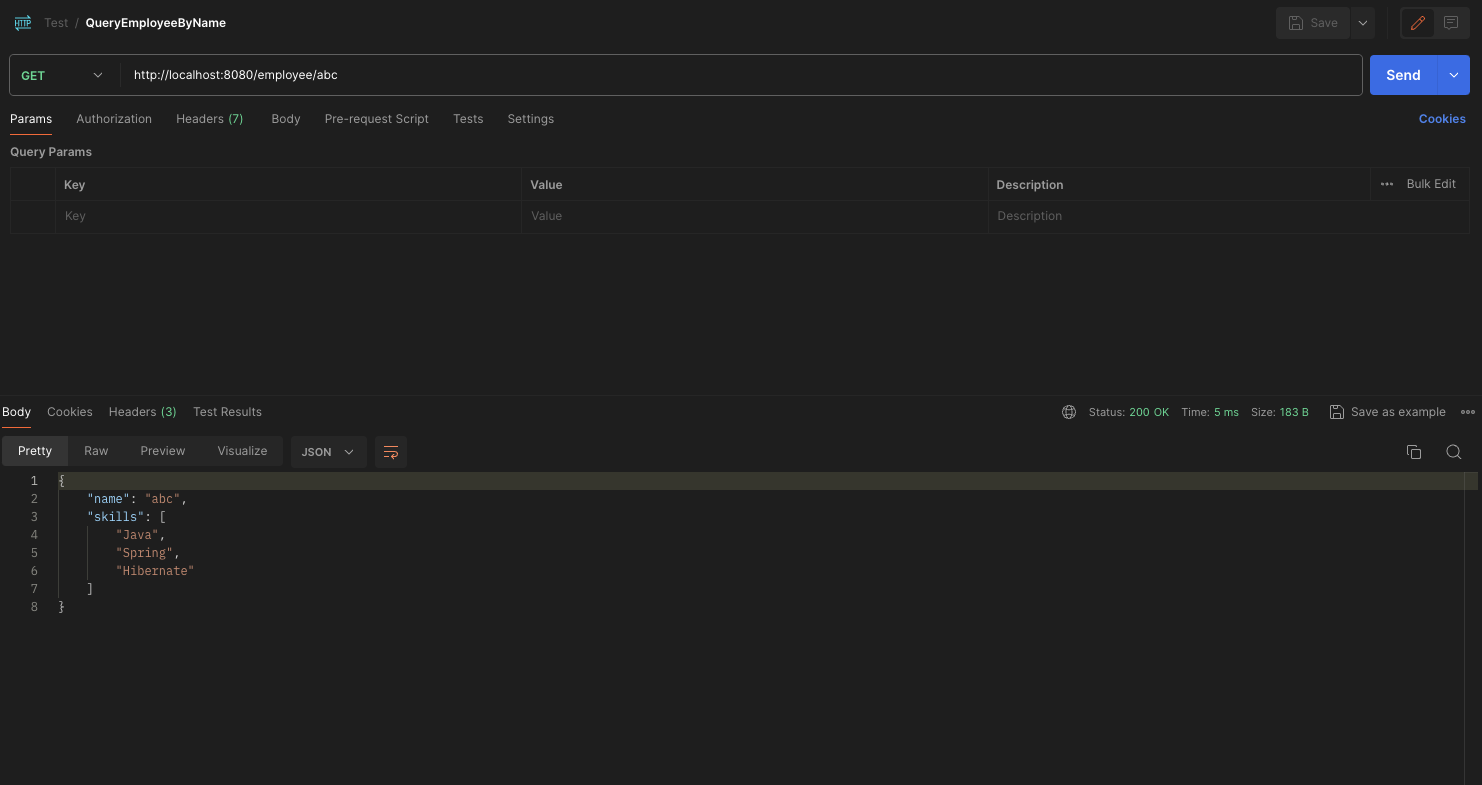 HTTP Test / QueryEmployeeByName Save
GET http://localhost:8080/employee/abc Send
Params Authorization Headers (7) Body Pre-request Script Tests Settings Cookies
Query Params
Key Value Description ••• Bulk Edit
Key Value Description
Body Cookies Headers (3) Test Results Status: 200 OK Time: 5 ms Size: 183 B Save as example
Pretty Raw Preview Visualize JSON
1 {
2 "name": "abc",
3 "skills": [
4 "Java",
5 "Spring",
6 "Hibernate"
7 ]
8 }